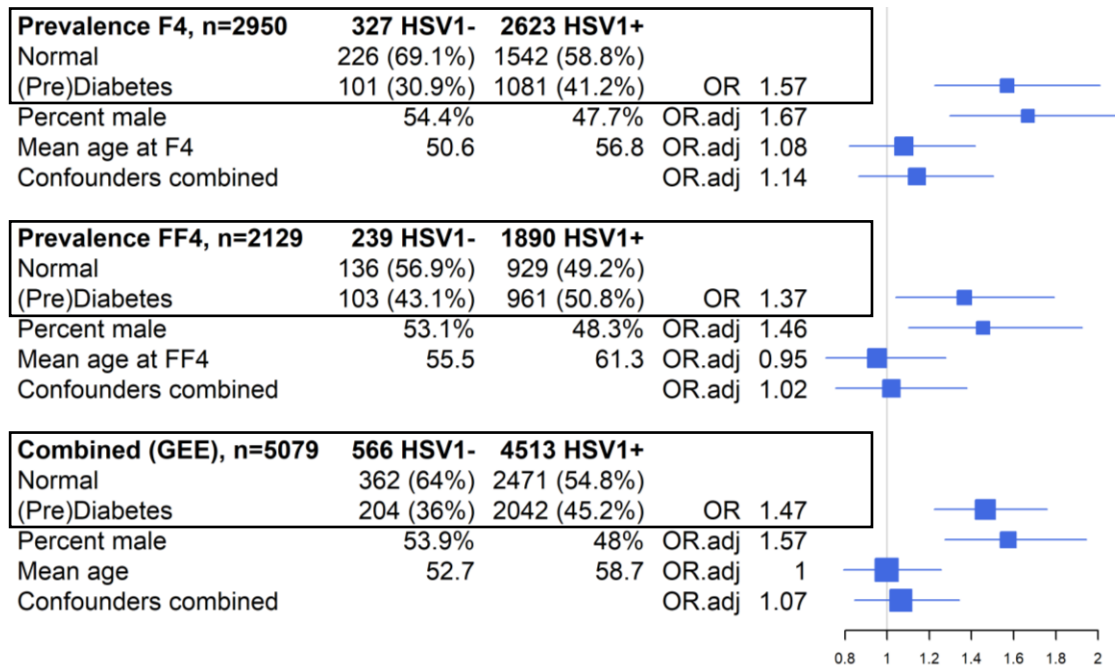 Prevalence F4, n=2950 327 HSV1- 2623 HSV1+
Normal 226 (69.1%) 1542 (58.8%)
(Pre)Diabetes 101 (30.9%) 1081 (41.2%) OR 1.57
Percent male 54.4% 47.7% OR.adj 1.67
Mean age at F4 50.6 56.8 OR.adj 1.08
Confounders combined OR.adj 1.14
Prevalence FF4, n=2129 239 HSV1- 1890 HSV1+
Normal 136 (56.9%) 929 (49.2%)
(Pre)Diabetes 103 (43.1%) 961 (50.8%) OR 1.37
Percent male 53.1% 48.3% OR.adj 1.46
Mean age at FF4 55.5 61.3 OR.adj 0.95
Confounders combined OR.adj 1.02
Combined (GEE), n=5079 566 HSV1- 4513 HSV1+
Normal 362 (64%) 2471 (54.8%)
(Pre)Diabetes 204 (36%) 2042 (45.2%) OR 1.47
Percent male 53.9% 48% OR.adj 1.57
Mean age 52.7 58.7 OR.adj 1
Confounders combined OR.adj 1.07
0.8 1 1.2 1.4 1.6 1.8 2